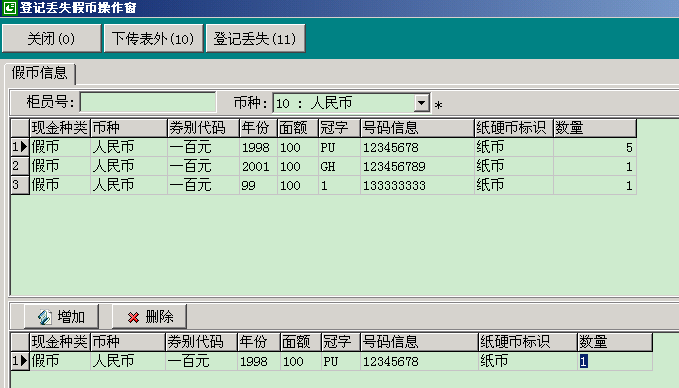 登记丢失假币操作窗
关闭(0) 下传表外(10) 登记丢失(11)
假币信息
柜员号: 币种: 10 : 人民币 *
现金种类 币种 券别代码 年份 面额 冠字 号码信息 纸硬币标识 数量
1 假币 人民币 一百元 1998 100 PU 12345678 纸币 5
2 假币 人民币 一百元 2001 100 GH 123456789 纸币 1
3 假币 人民币 一百元 99 100 1 133333333 纸币 1
增加 删除
现金种类 币种 券别代码 年份 面额 冠字 号码信息 纸硬币标识 数量
1 假币 人民币 一百元 1998 100 PU 12345678 纸币 1